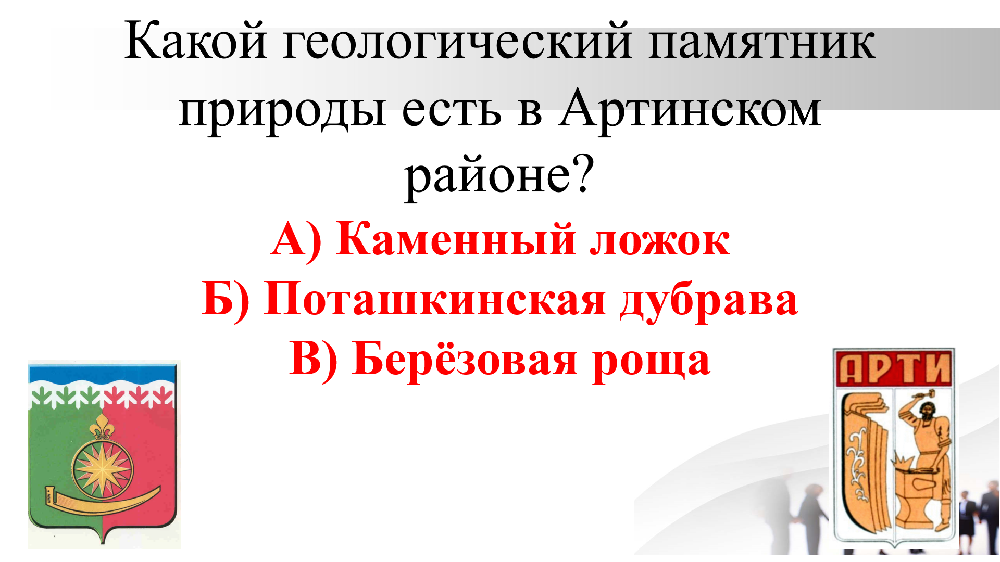 Какой геологический памятник
природы есть в Артинском
районе?
А) Каменный ложок
Б) Поташкинская дубрава
В) Берёзовая роща
АРТИ